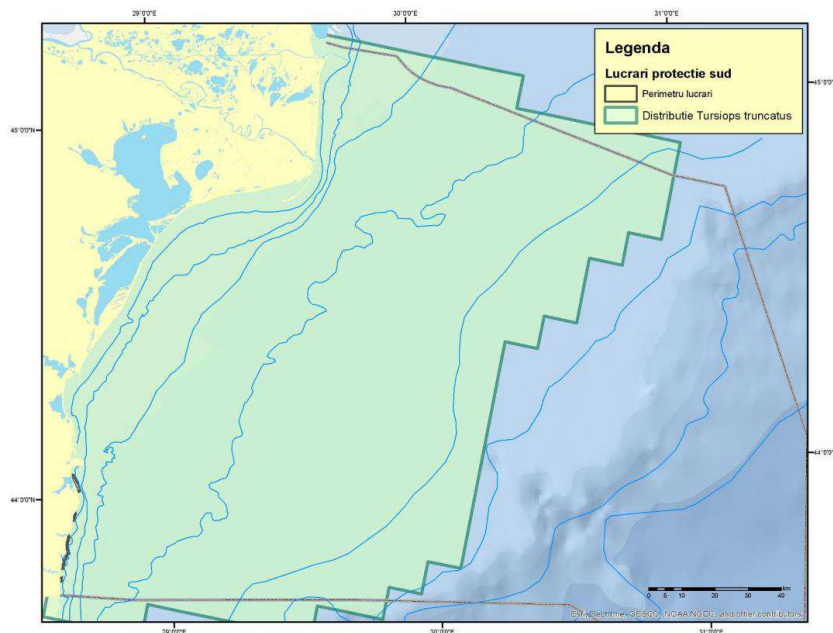 29°0'0"E
30°0'0"E
31°0'0"E
Legenda
Lucrari protectie sud
Perimetru lucrari
Distributie Tursiops truncatus
45°0'0"N
45°0'0"N
44°0'0"N
44°0'0"N
0 5 10 20 30 40
km
Esri, DeLorme, GEBCO, NOAA NGDC, and other contributors
29°0'0"E
30°0'0"E
31°0'0"E